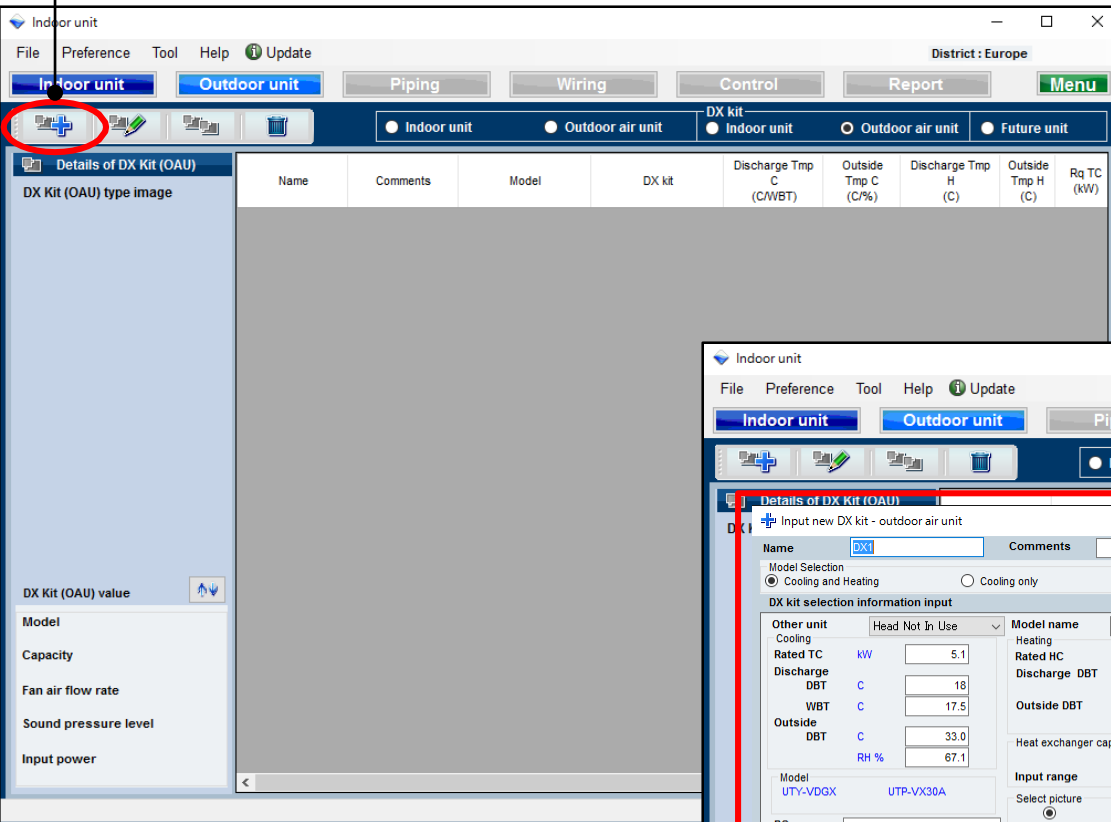 Indoor unit
File Preference Tool Help Update District : Europe
Indoor unit Outdoor unit Piping Wiring Control Report Menu
Indoor unit Outdoor air unit DX kit Indoor unit Outdoor air unit Future unit
Details of DX Kit (OAU)
DX Kit (OAU) type image
Name Comments Model DX kit Discharge Tmp C (C/WBT) Outside Tmp C (C/%) Discharge Tmp H (C) Outside Tmp H (C) Rq TC (kW)
DX Kit (OAU) value
Model
Capacity
Fan air flow rate
Sound pressure level
Input power
Indoor unit
File Preference Tool Help Update
Indoor unit Outdoor unit
Details of DX Kit (OAU)
Input new DX kit - outdoor air unit
Name DX1 Comments
Model Selection
Cooling and Heating Cooling only
DX kit selection information input
Other unit Head Not In Use Model name
Cooling Heating
Rated TC kW 5.1 Rated HC
Discharge Discharge DBT
DBT C 18
WBT C 17.5 Outside DBT
Outside
DBT C 33.0
RH % 67.1 Heat exchanger
Model Input range
UTY-VDGX UTP-VX30A Select picture